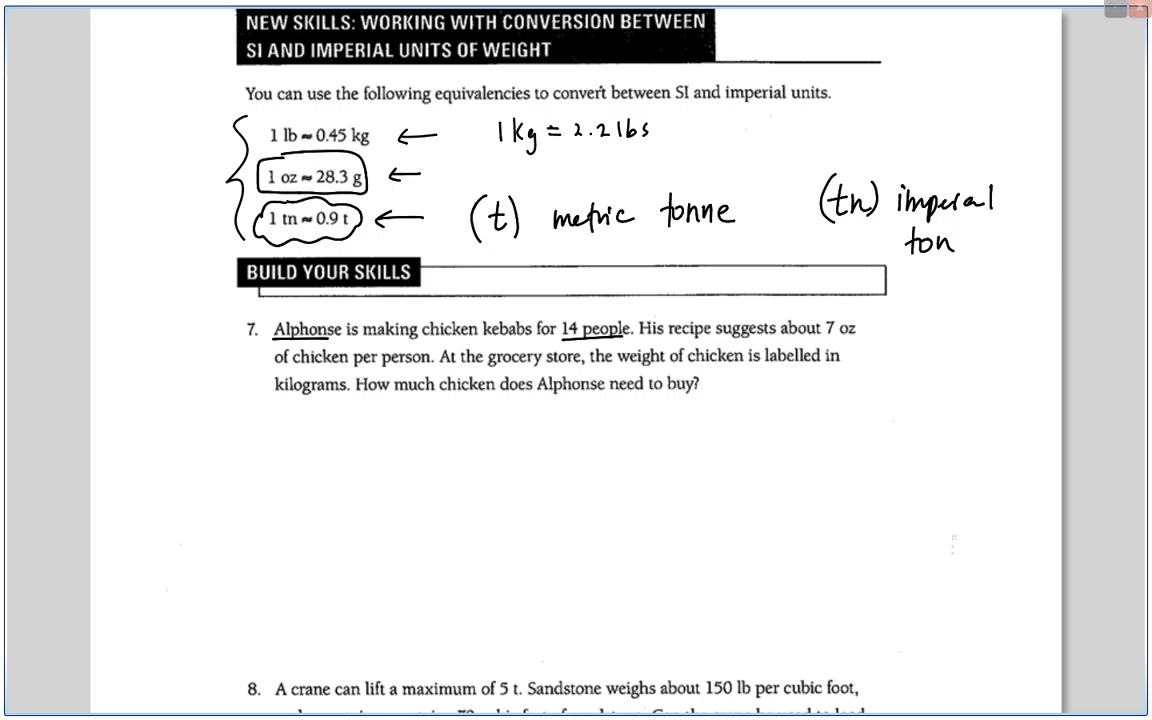 NEW SKILLS: WORKING WITH CONVERSION BETWEEN
SI AND IMPERIAL UNITS OF WEIGHT
You can use the following equivalencies to convert between SI and imperial units.
1 lb ≈ 0.45 kg ← 1 kg = 2.2 lbs
1 oz ≈ 28.3 g ←
1 tn ≈ 0.9 t ← (t) metric tonne (tn) imperial
ton
BUILD YOUR SKILLS
7. Alphonse is making chicken kebabs for 14 people. His recipe suggests about 7 oz
of chicken per person. At the grocery store, the weight of chicken is labelled in
kilograms. How much chicken does Alphonse need to buy?
8. A crane can lift a maximum of 5 t. Sandstone weighs about 150 lb per cubic foot,